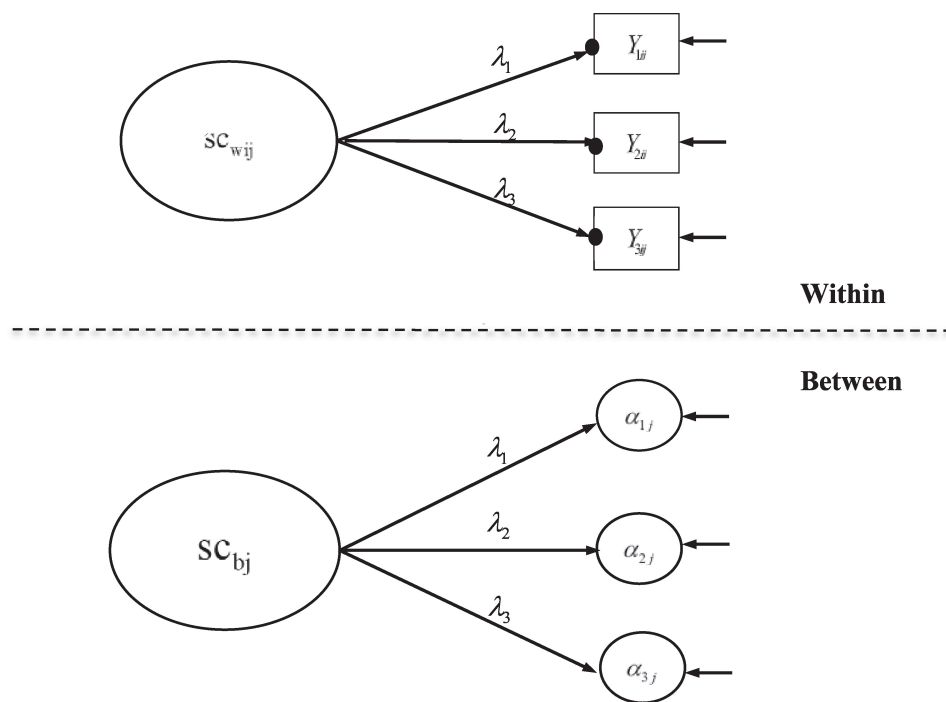 λ₁
Y₁ᵢⱼ
sc_wij
λ₂
Y₂ᵢⱼ
λ₃
Y₃ᵢⱼ
Within
Between
λ₁
α₁ⱼ
sc_bj
λ₂
α₂ⱼ
λ₃
α₃ⱼ